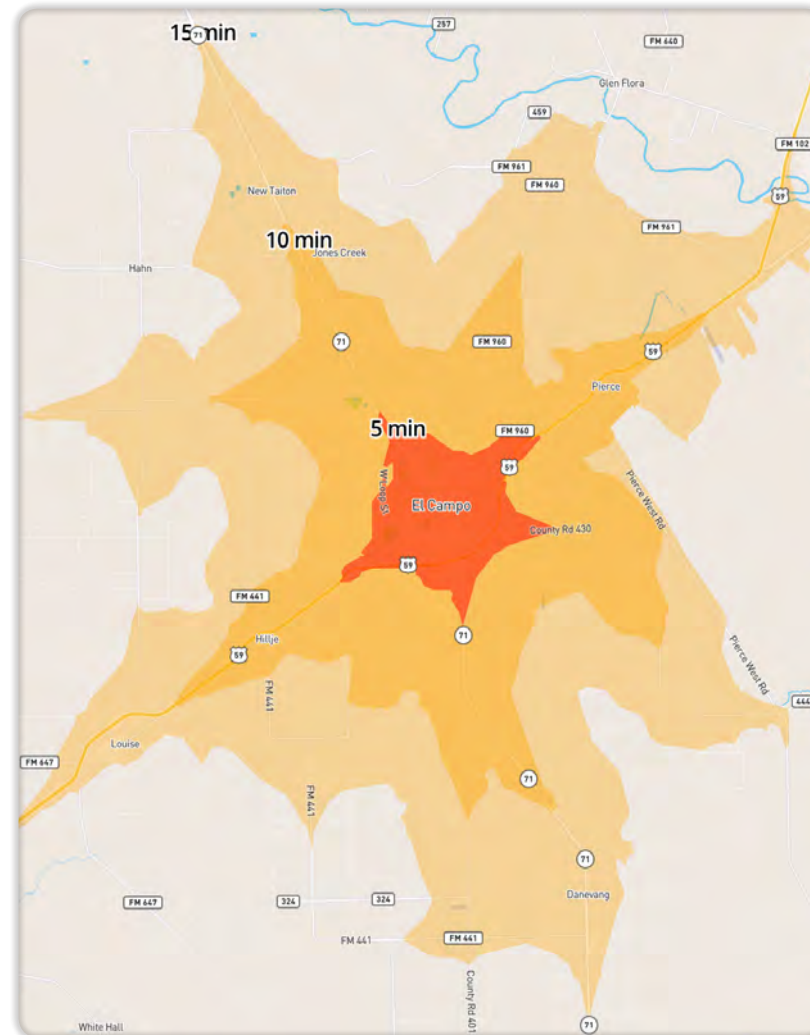 257
15 min
71
FM 640
Glen Flora
459
FM 102
FM 961
FM 960
59
New Taiton
FM 961
10 min
Jones Creek
Hahn
71
FM 960
59
Pierce
5 min
FM 960
59
W Loop St
Pierce West Rd
El Campo
County Rd 430
59
FM 441
71
Hillje
59
Pierce West Rd
FM 441
444
Louise
FM 647
71
FM 441
71
Danevang
324
324
FM 647
FM 441
FM 441
County Rd 401
71
White Hall